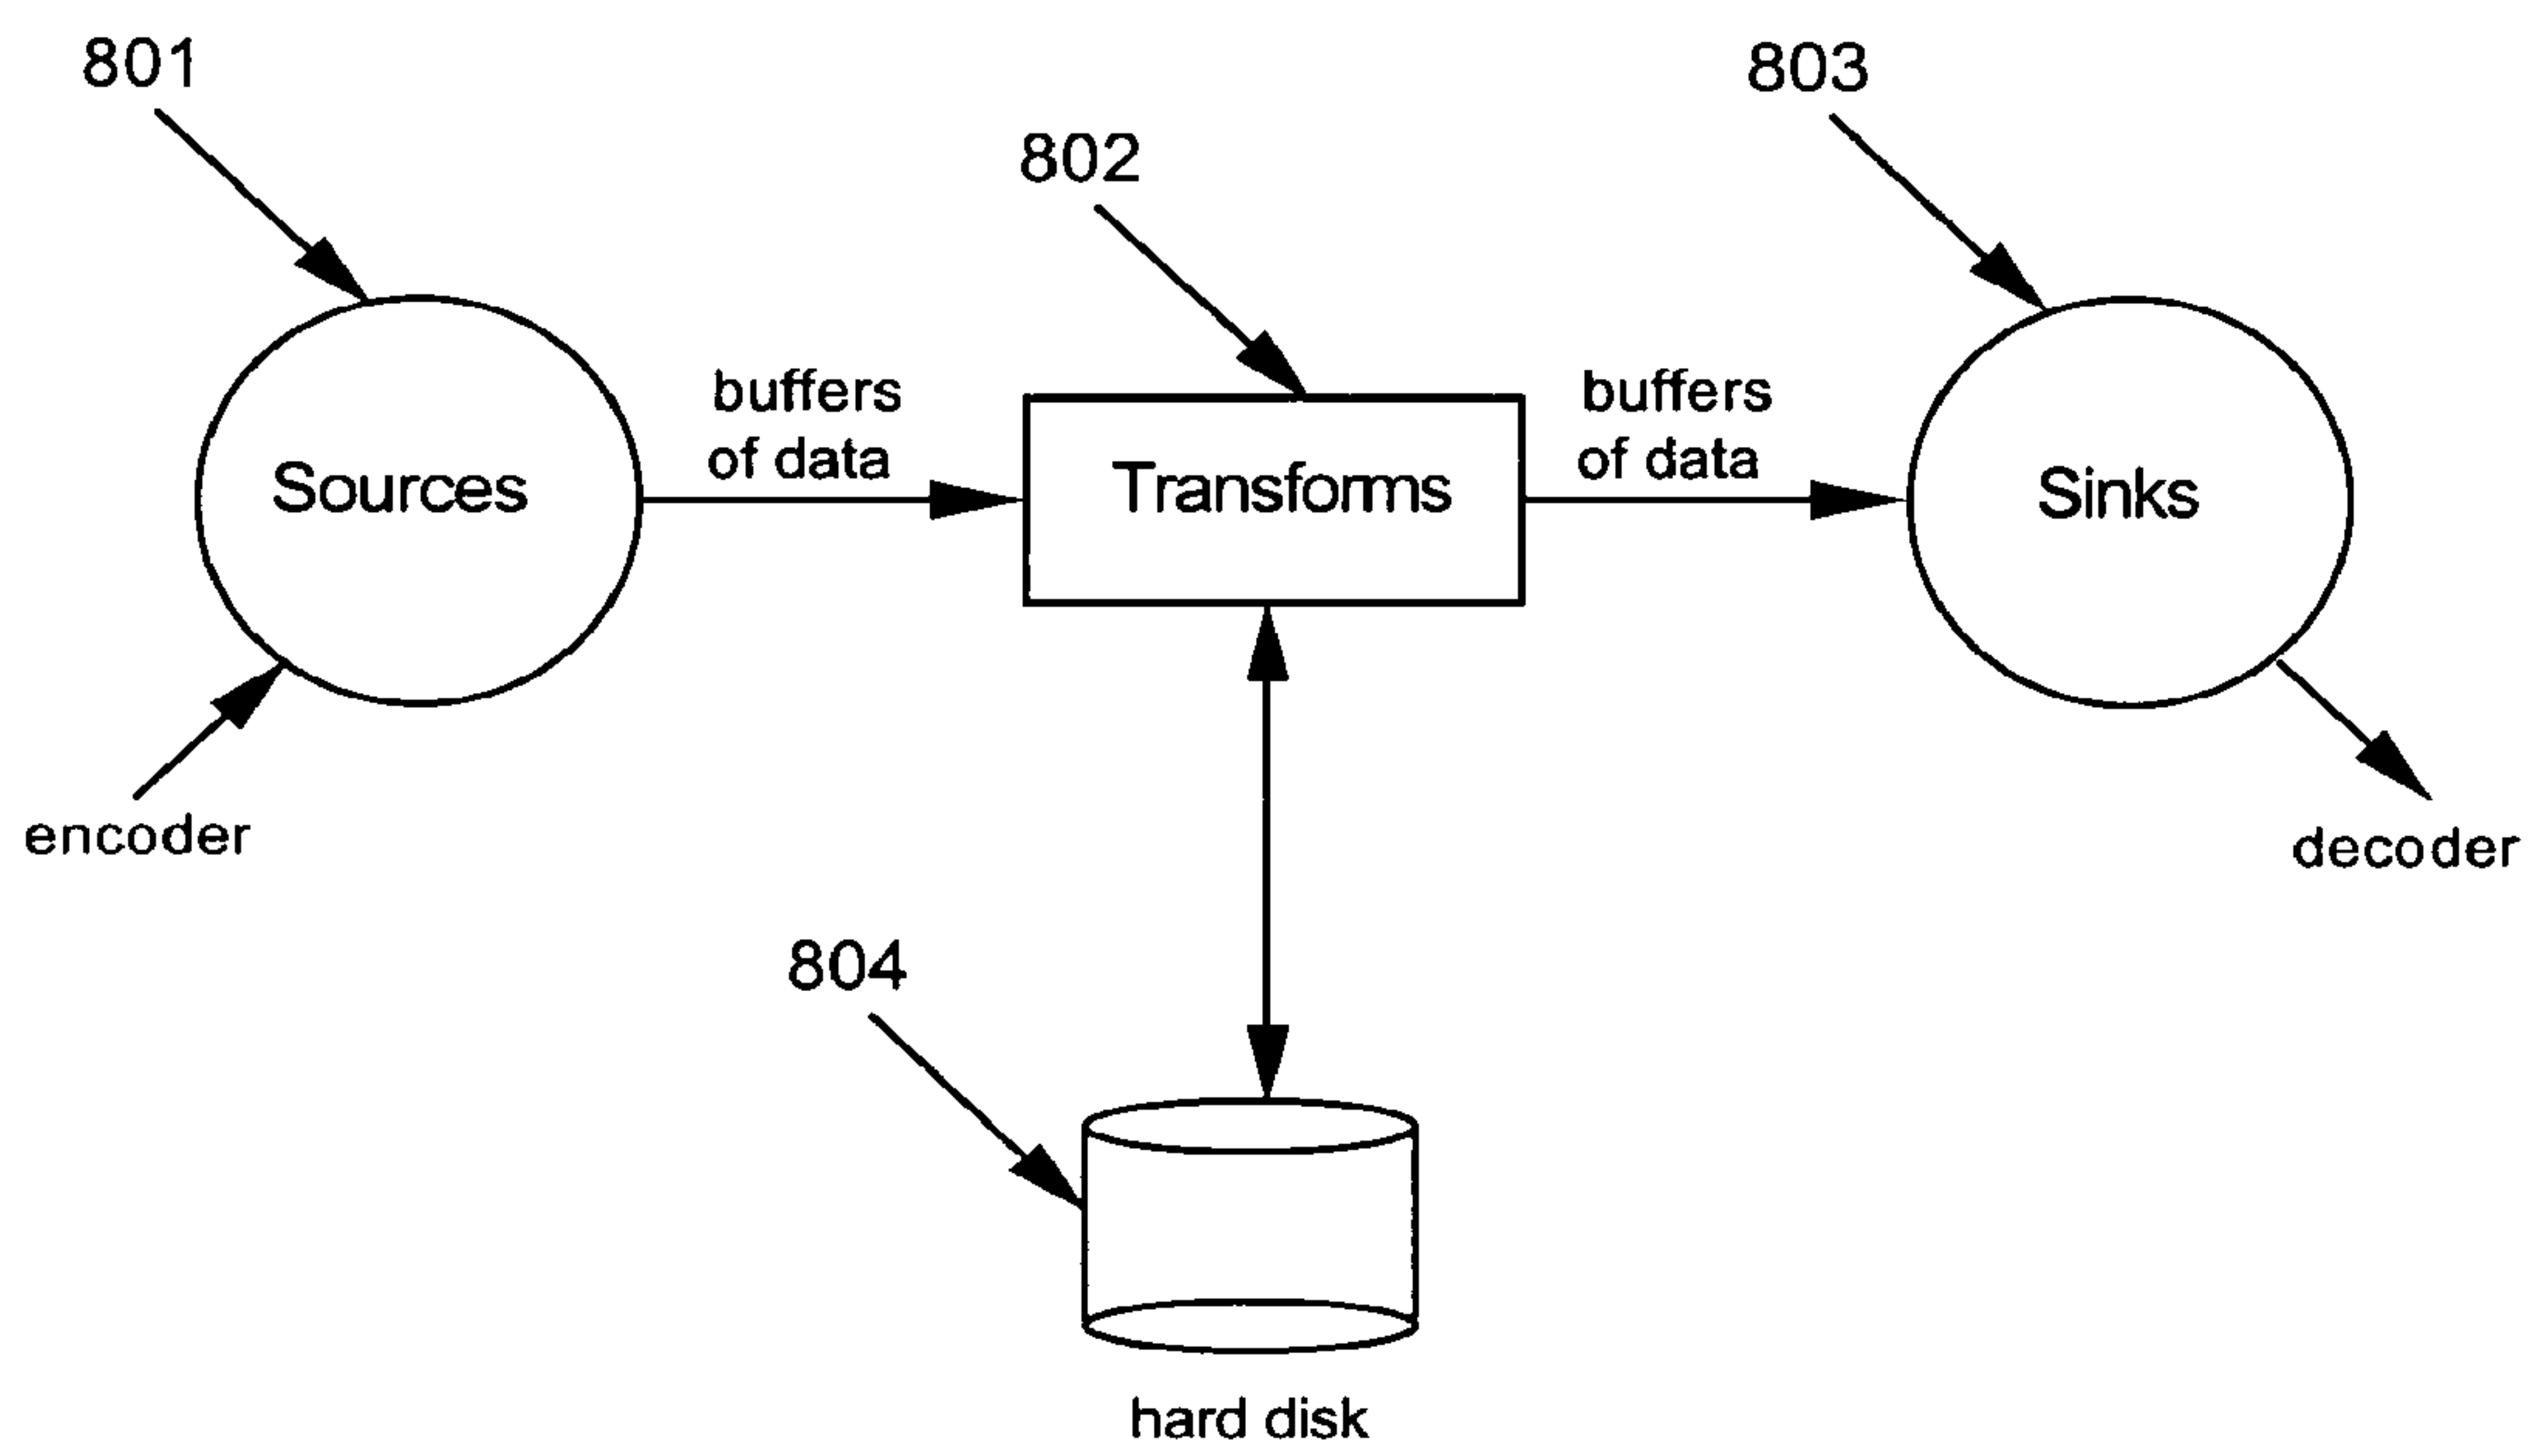 801
803
802
buffers
of data
buffers
of data
Sources
Transforms
Sinks
encoder
decoder
804
hard disk